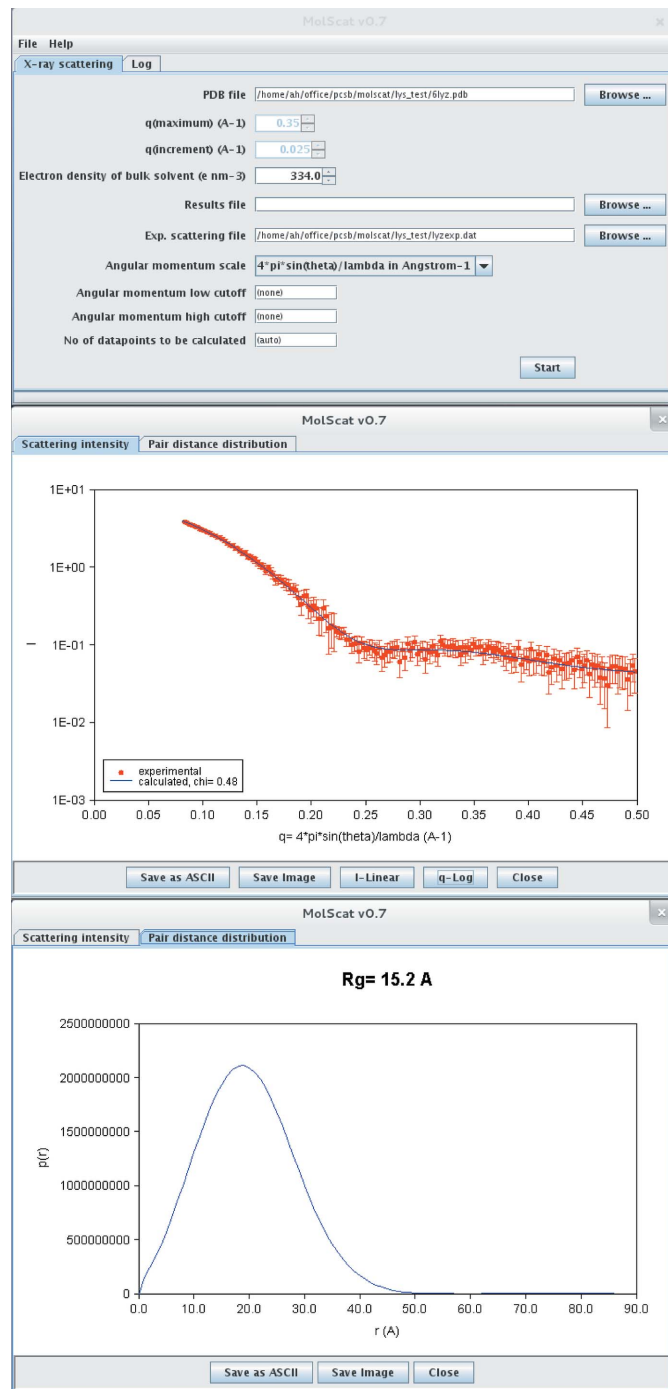 MolScat v0.7
File Help
X-ray scattering Log
PDB file /home/ah/office/pcsb/molscat/lys_test/6lyz.pdb Browse ...
q(maximum) (A-1) 0.35
q(increment) (A-1) 0.025
Electron density of bulk solvent (e nm-3) 334.0
Results file Browse ...
Exp. scattering file /home/ah/office/pcsb/molscat/lys_test/lyzexp.dat Browse ...
Angular momentum scale 4*pi*sin(theta)/lambda in Angstrom-1
Angular momentum low cutoff (none)
Angular momentum high cutoff (none)
No of datapoints to be calculated (auto)
Start
MolScat v0.7
Scattering intensity Pair distance distribution
1E+01
1E+00
1E-01
1E-02
1E-03
I
experimental
calculated, chi= 0.48
0.00 0.05 0.10 0.15 0.20 0.25 0.30 0.35 0.40 0.45 0.50
q= 4*pi*sin(theta)/lambda (A-1)
Save as ASCII Save Image I-Linear q-Log Close
MolScat v0.7
Scattering intensity Pair distance distribution
Rg= 15.2 A
2500000000
2000000000
1500000000
1000000000
500000000
0
p(r)
0.0 10.0 20.0 30.0 40.0 50.0 60.0 70.0 80.0 90.0
r (A)
Save as ASCII Save Image Close